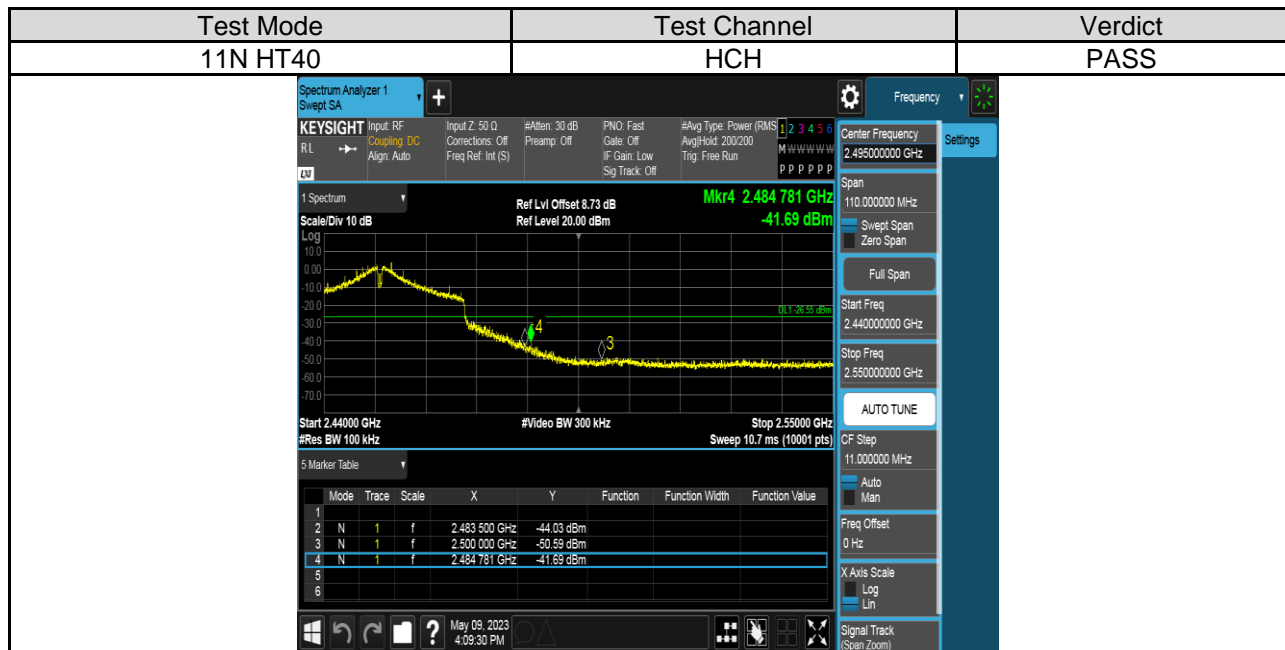 Test Mode Test Channel Verdict
11N HT40 HCH PASS
Spectrum Analyzer 1
Swept SA
+
Frequency
KEYSIGHT
RL
LXI
Input: RF
Coupling: DC
Align: Auto
Input Z: 50 Ω
Corrections: Off
Freq Ref: Int (S)
#Atten: 30 dB
Preamp: Off
PNO: Fast
Gate: Off
IF Gain: Low
Sig Track: Off
#Avg Type: Power (RMS
Avg|Hold: 200/200
Trig: Free Run
1 2 3 4 5 6
M W W W W W
P P P P P P
1 Spectrum
Scale/Div 10 dB
Ref Lvl Offset 8.73 dB
Ref Level 20.00 dBm
Mkr4 2.484 781 GHz
-41.69 dBm
Log
10.0
0.00
-10.0
-20.0
-30.0
-40.0
-50.0
-60.0
-70.0
DL1 -26.55 dBm
4
3
Start 2.44000 GHz
#Res BW 100 kHz
#Video BW 300 kHz
Stop 2.55000 GHz
Sweep 10.7 ms (10001 pts)
5 Marker Table
Mode Trace Scale X Y Function Function Width Function Value
1
2 N 1 f 2.483 500 GHz -44.03 dBm
3 N 1 f 2.500 000 GHz -50.59 dBm
4 N 1 f 2.484 781 GHz -41.69 dBm
5
6
?
May 09, 2023
4:09:30 PM
Center Frequency
2.495000000 GHz
Settings
Span
110.000000 MHz
Swept Span
Zero Span
Full Span
Start Freq
2.440000000 GHz
Stop Freq
2.550000000 GHz
AUTO TUNE
CF Step
11.000000 MHz
Auto
Man
Freq Offset
0 Hz
X Axis Scale
Log
Lin
Signal Track
(Span Zoom)